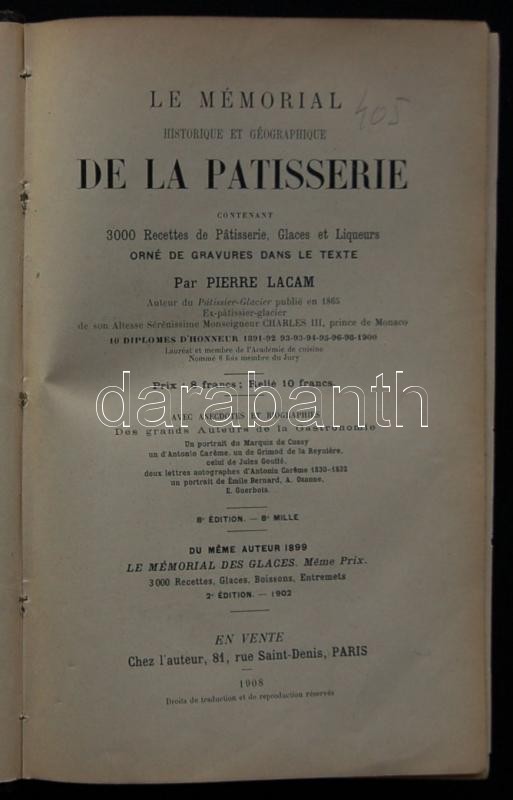 LE MÉMORIAL
405
HISTORIQUE ET GÉOGRAPHIQUE
DE LA PATISSERIE
CONTENANT
3000 Recettes de Pâtisserie, Glaces et Liqueurs
ORNÉ DE GRAVURES DANS LE TEXTE
Par PIERRE LACAM
Auteur du Pâtissier-Glacier publié en 1865
Ex-pâtissier-glacier
de son Altesse Sérénissime Monseigneur CHARLES III, prince de Monaco
10 DIPLOMES D'HONNEUR 1891-92 93-93-94-95-96-98-1900
Lauréat et membre de l'Académie de cuisine
Nommé 8 fois membre du Jury
Prix : 8 francs ; Relié 10 francs
darabanth
AVEC ANECDOTES ET BIOGRAPHIES
Des grands Auteurs de la Gastronomie
Un portrait du Marquis de Cussy
un d'Antonin Carême, un de Grimod de la Reynière,
celui de Jules Gouffé,
deux lettres autographes d'Antonin Carême 1830-1832
un portrait de Émile Bernard, A. Ozanne,
E. Guerbois.
8e ÉDITION. — 8e MILLE
DU MÊME AUTEUR 1899
LE MÉMORIAL DES GLACES. Même Prix.
3000 Recettes, Glaces, Boissons, Entremets
2e ÉDITION. — 1902
EN VENTE
Chez l'auteur, 81, rue Saint-Denis, PARIS
1908
Droits de traduction et de reproduction réservés